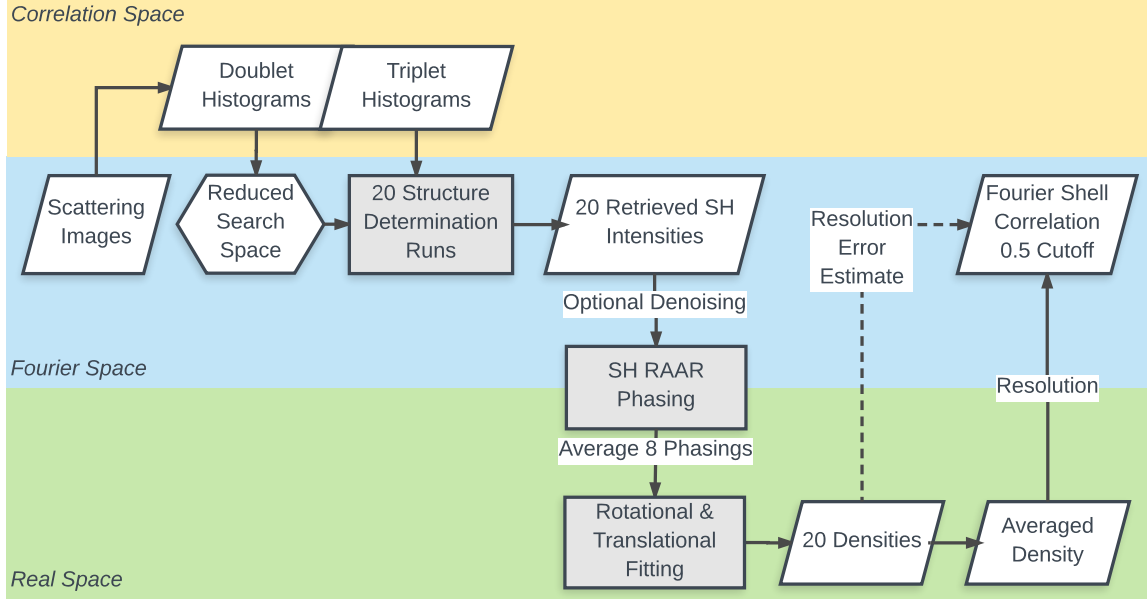 Correlation Space
Doublet
Histograms
Triplet
Histograms
Scattering
Images
Reduced
Search
Space
20 Structure
Determination
Runs
20 Retrieved SH
Intensities
Resolution
Error
Estimate
Fourier Shell
Correlation
0.5 Cutoff
Optional Denoising
Fourier Space
SH RAAR
Phasing
Resolution
Average 8 Phasings
Rotational &
Translational
Fitting
20 Densities
Averaged
Density
Real Space